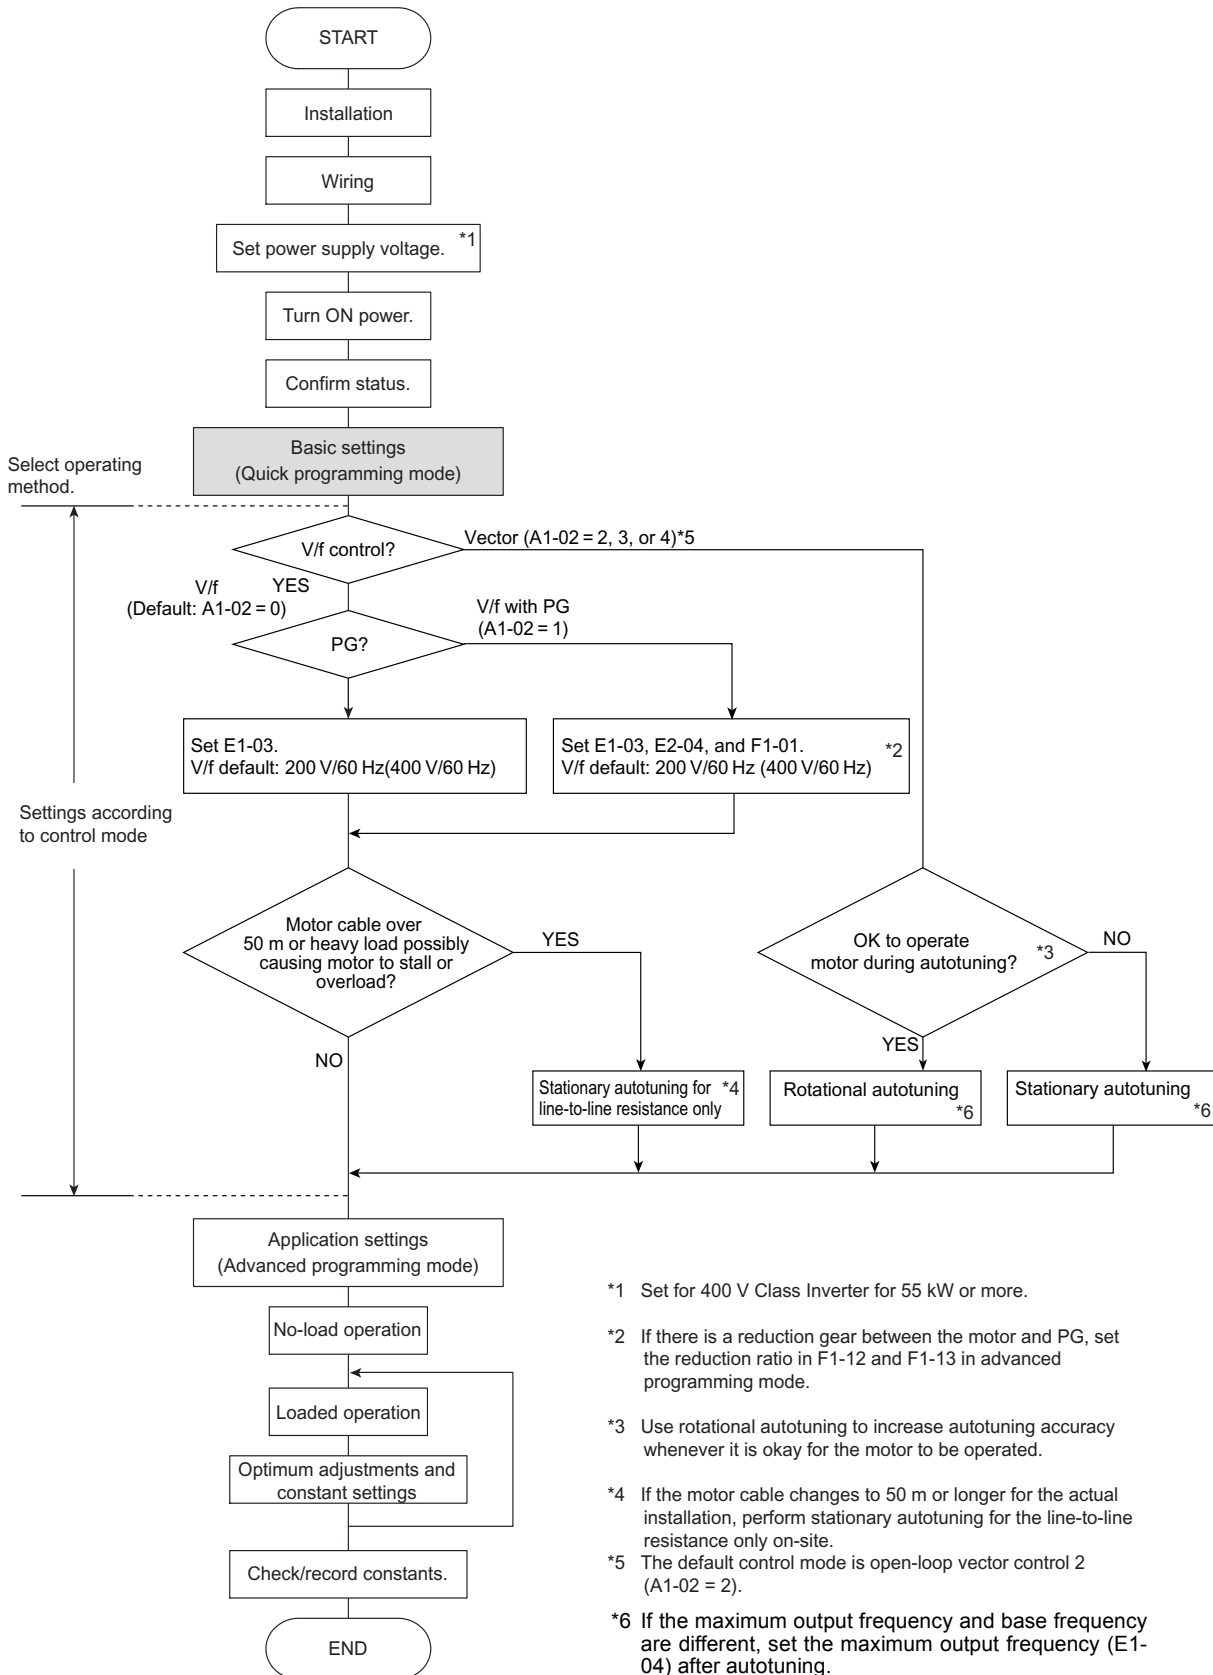 START
Installation
Wiring
Set power supply voltage. *1
Turn ON power.
Confirm status.
Basic settings
(Quick programming mode)
Select operating
method.
V/f control?
Vector (A1-02 = 2, 3, or 4)*5
V/f
(Default: A1-02 = 0)
YES
PG?
V/f with PG
(A1-02 = 1)
Set E1-03.
V/f default: 200 V/60 Hz(400 V/60 Hz)
Set E1-03, E2-04, and F1-01.
V/f default: 200 V/60 Hz (400 V/60 Hz)
*2
Settings according
to control mode
Motor cable over
50 m or heavy load possibly
causing motor to stall or
overload?
YES
NO
OK to operate
motor during autotuning? *3
NO
YES
Stationary autotuning for *4
line-to-line resistance only
Rotational autotuning
*6
Stationary autotuning
*6
Application settings
(Advanced programming mode)
No-load operation
Loaded operation
Optimum adjustments and
constant settings
Check/record constants.
END
*1 Set for 400 V Class Inverter for 55 kW or more.
*2 If there is a reduction gear between the motor and PG, set
the reduction ratio in F1-12 and F1-13 in advanced
programming mode.
*3 Use rotational autotuning to increase autotuning accuracy
whenever it is okay for the motor to be operated.
*4 If the motor cable changes to 50 m or longer for the actual
installation, perform stationary autotuning for the line-to-line
resistance only on-site.
*5 The default control mode is open-loop vector control 2
(A1-02 = 2).
*6 If the maximum output frequency and base frequency
are different, set the maximum output frequency (E1-
04) after autotuning.